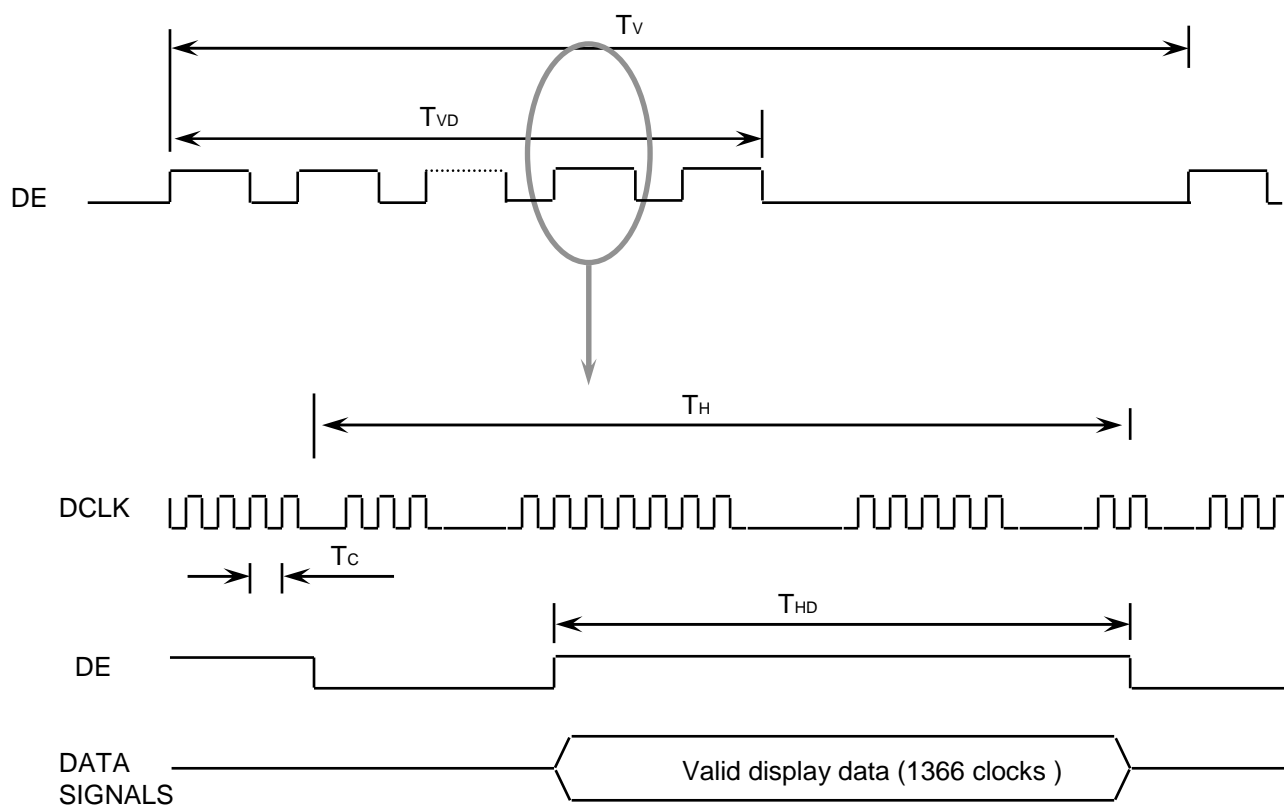 TV
TVD
DE
TH
DCLK
TC
THD
DE
DATA
SIGNALS
Valid display data (1366 clocks )